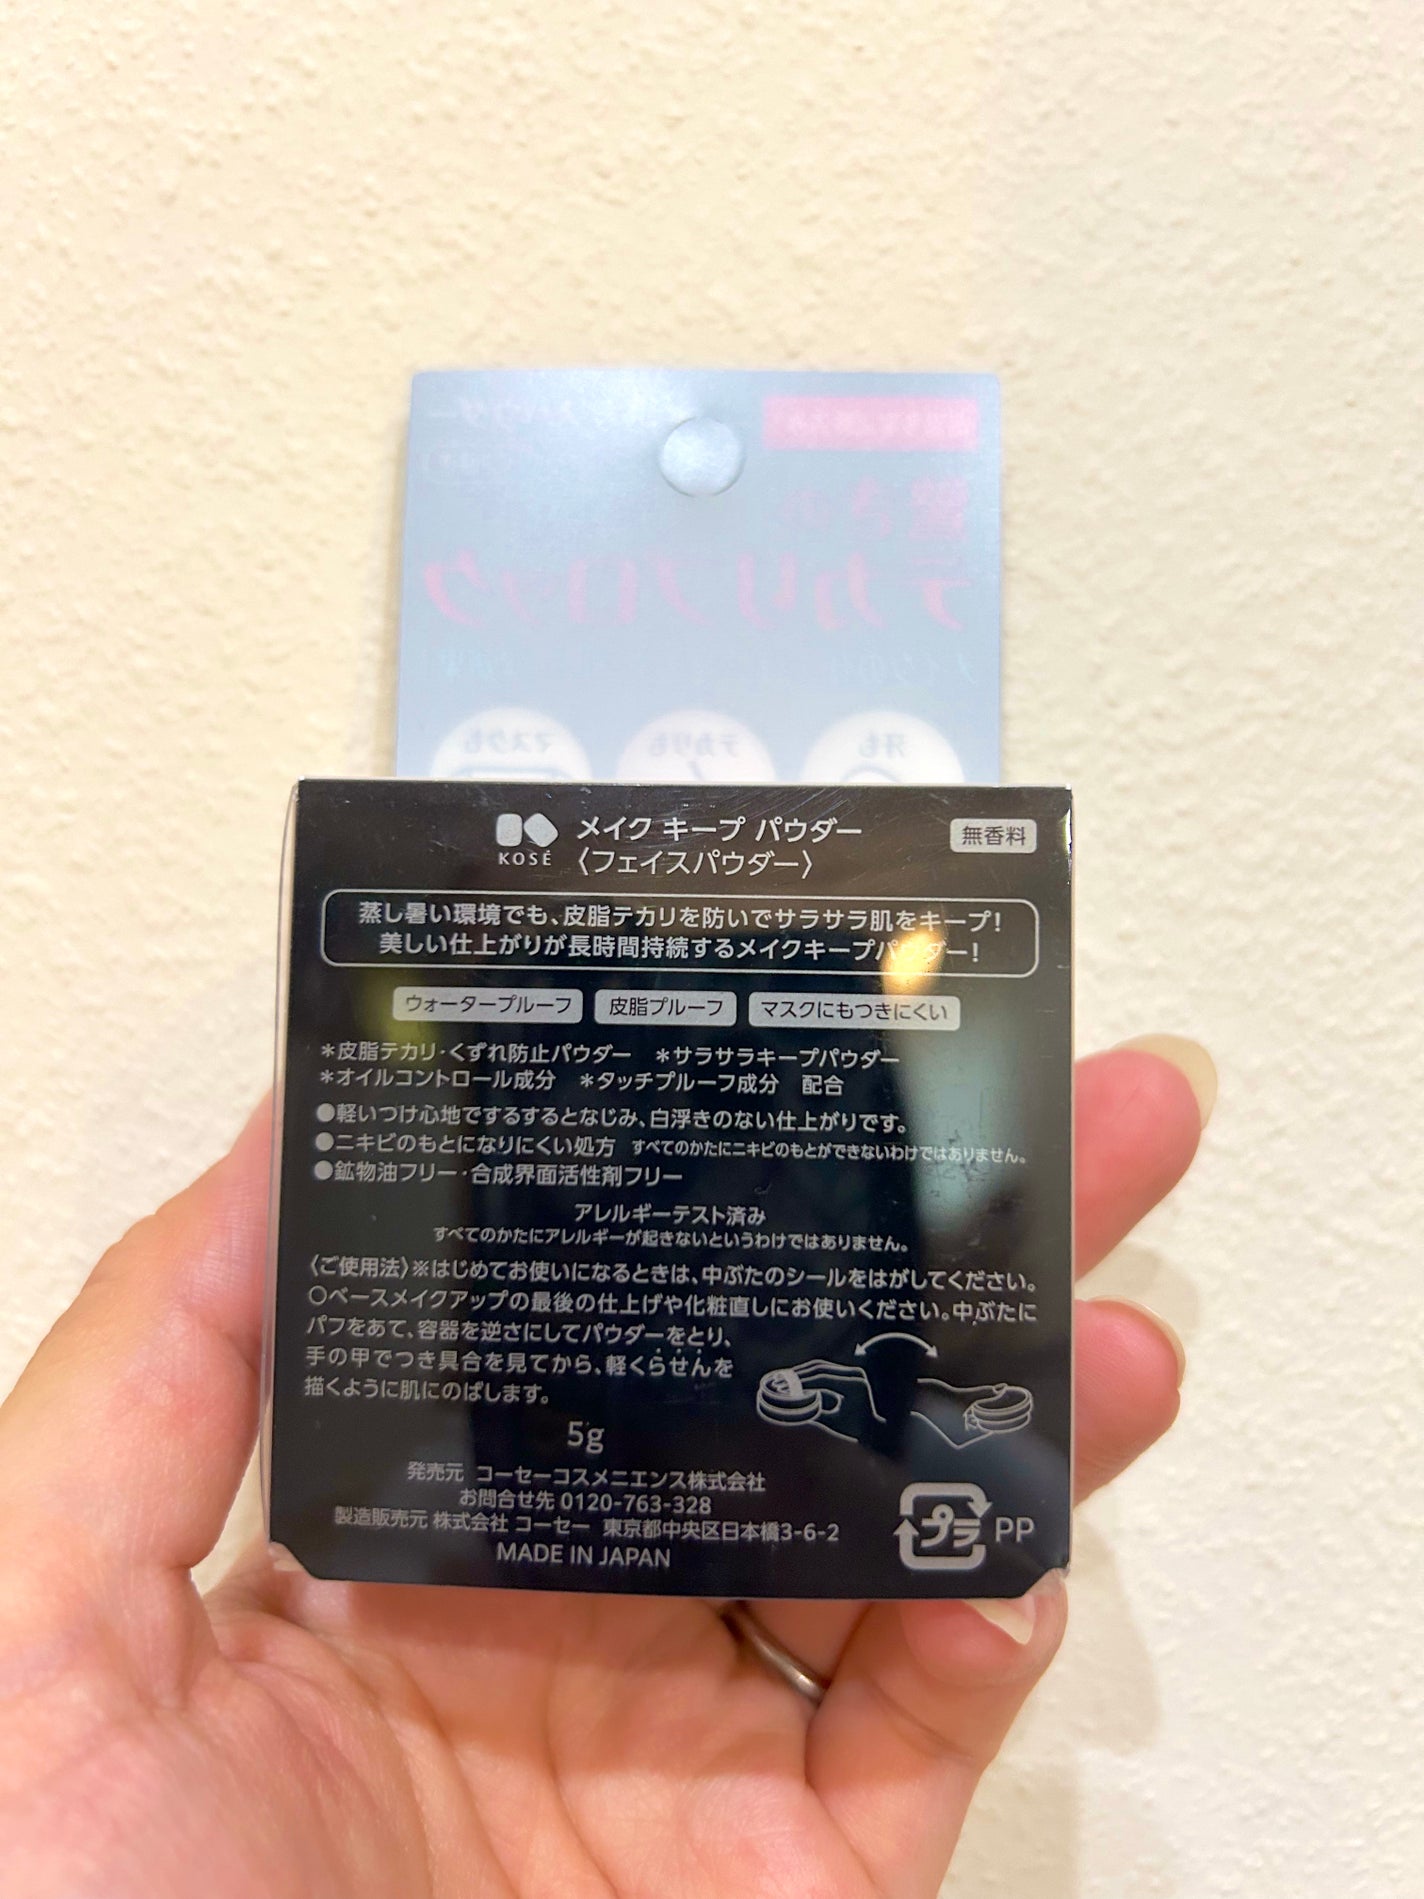 驚きの
テカリブロック
マスクも テカリも 汗も
KOSÉ
メイク キープ パウダー
〈フェイスパウダー〉
無香料
蒸し暑い環境でも、皮脂テカリを防いでサラサラ肌をキープ!
美しい仕上がりが長時間持続するメイクキープパウダー!
ウォータープルーフ 皮脂プルーフ マスクにもつきにくい
*皮脂テカリ・くずれ防止パウダー *サラサラキープパウダー
*オイルコントロール成分 *タッチプルーフ成分 配合
●軽いつけ心地でするするとなじみ、白浮きのない仕上がりです。
●ニキビのもとになりにくい処方 すべてのかたにニキビのもとができないわけではありません。
●鉱物油フリー・合成界面活性剤フリー
アレルギーテスト済み
すべてのかたにアレルギーが起きないというわけではありません。
〈ご使用法〉※はじめてお使いになるときは、中ぶたのシールをはがしてください。
○ベースメイクアップの最後の仕上げや化粧直しにお使いください。中ぶたに
パフをあて、容器を逆さにしてパウダーをとり、
手の甲でつき具合を見てから、軽くらせんを
描くように肌にのばします。
5g
発売元 コーセーコスメニエンス株式会社
お問合せ先 0120-763-328
製造販売元 株式会社 コーセー 東京都中央区日本橋3-6-2
MADE IN JAPAN
プラ PP